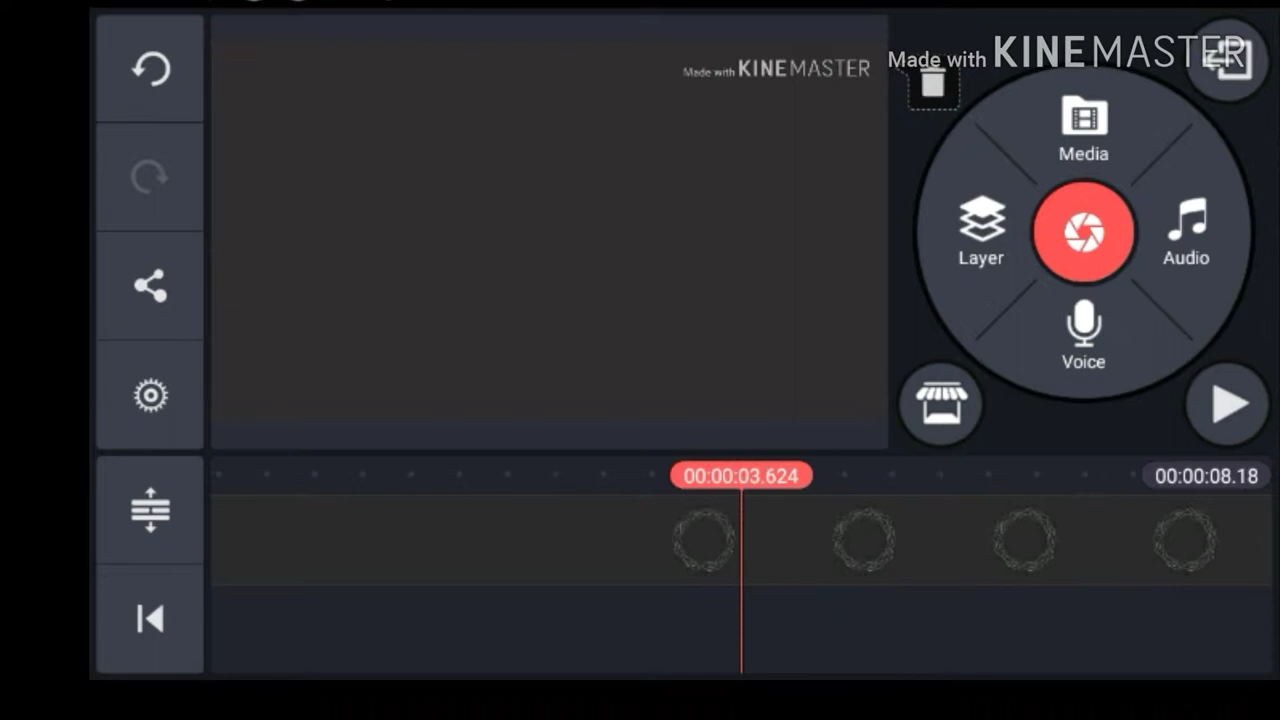 Made with KINEMASTER
Made with KINEMASTER
Media
Layer
Audio
Voice
00:00:03.624
00:00:08.18